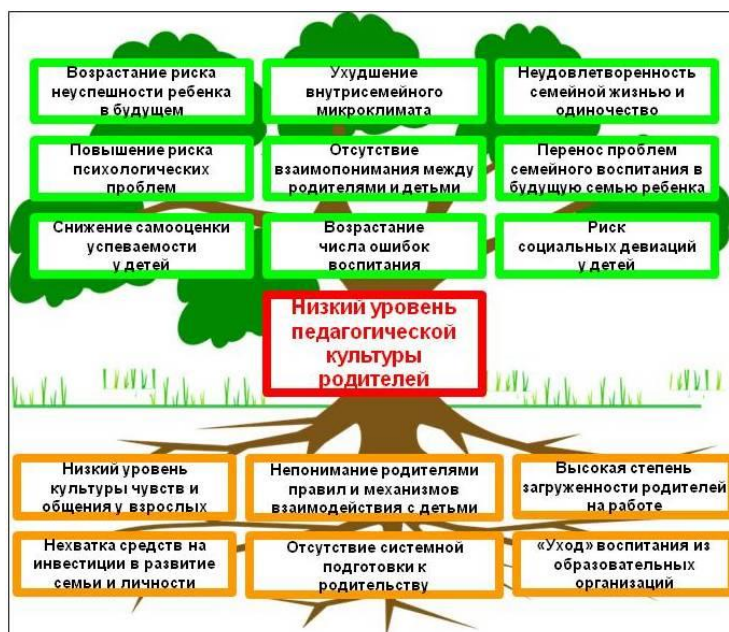 Возрастание риска
неуспешности ребенка
в будущем
Ухудшение
внутрисемейного
микроклимата
Неудовлетворенность
семейной жизнью и
одиночество
Повышение риска
психологических
проблем
Отсутствие
взаимопонимания между
родителями и детьми
Перенос проблем
семейного воспитания в
будущую семью ребенка
Снижение самооценки
успеваемости
у детей
Возрастание
числа ошибок
воспитания
Риск
социальных девиаций
у детей
Низкий уровень
педагогической
культуры
родителей
Низкий уровень
культуры чувств и
общения у взрослых
Непонимание родителями
правил и механизмов
взаимодействия с детьми
Высокая степень
загруженности родителей
на работе
Нехватка средств на
инвестиции в развитие
семьи и личности
Отсутствие системной
подготовки к
родительству
«Уход» воспитания из
образовательных
организаций